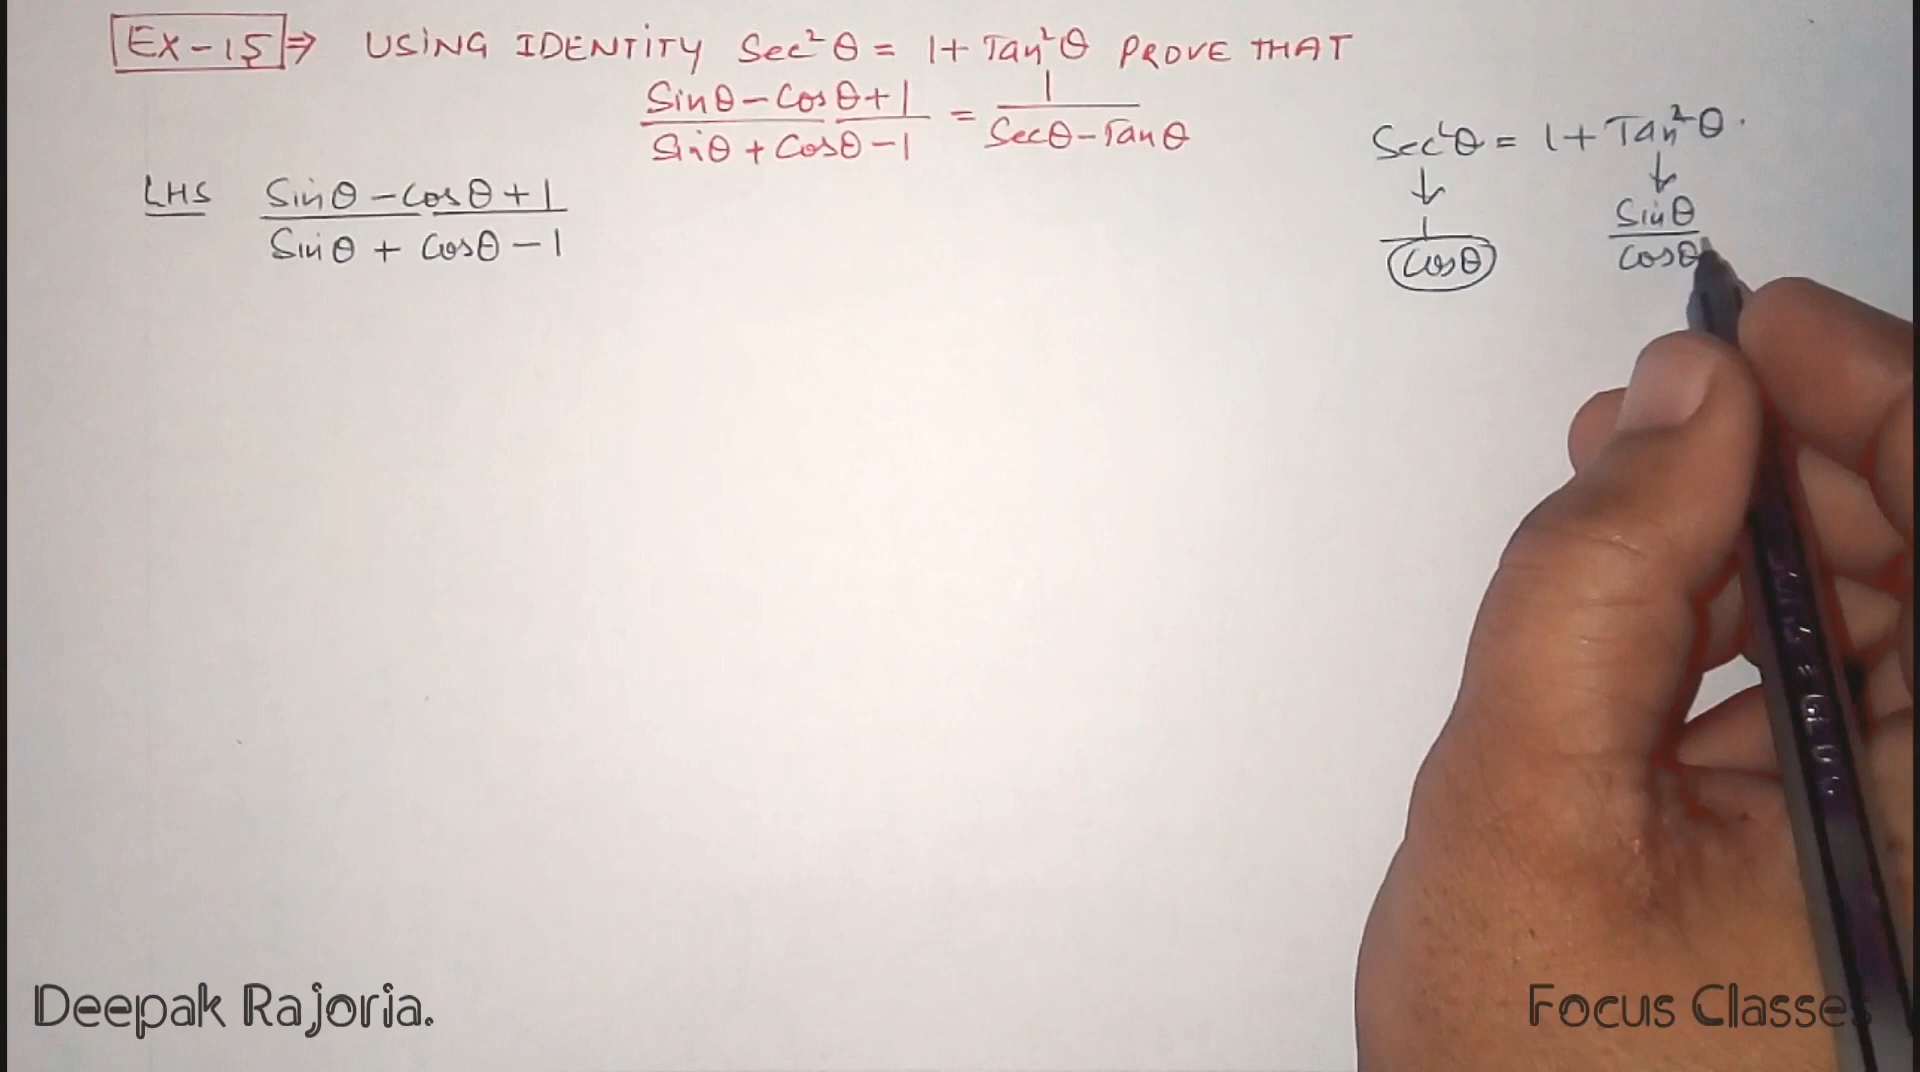 EX-15 ⇒ USING IDENTITY Sec²θ = 1 + Tan²θ PROVE THAT
Sinθ - Cosθ + 1 / Sinθ + Cosθ - 1 = 1 / Secθ - Tanθ
Sec²θ = 1 + Tan²θ.
↓ ↓
1 / Cosθ Sinθ / Cosθ
LHS Sinθ - Cosθ + 1 / Sinθ + Cosθ - 1
Deepak Rajoria.
Focus Classes